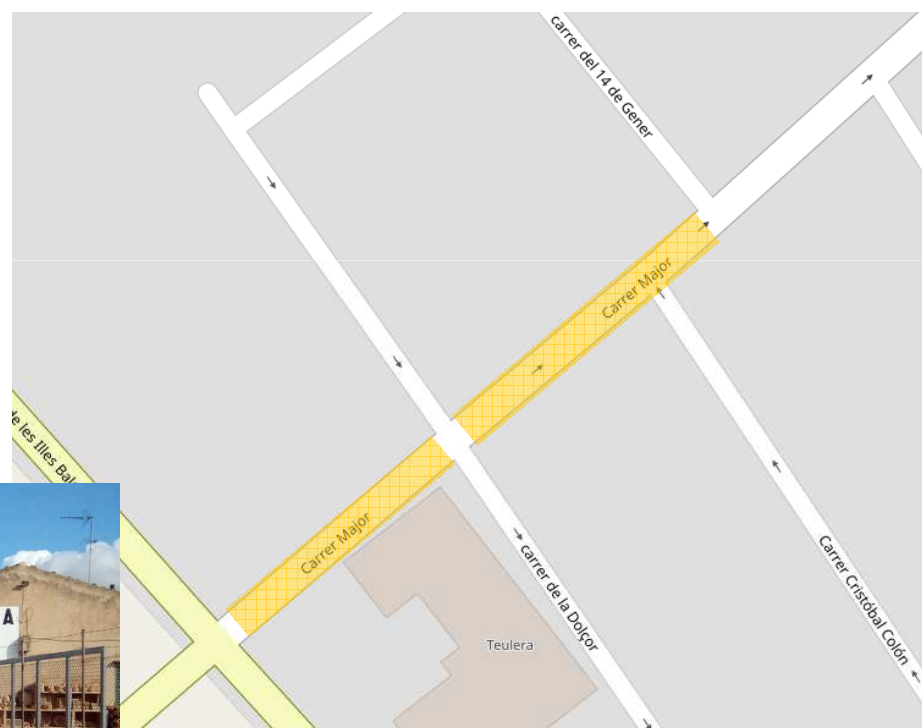 carrer del 14 de Gener
Carrer Major
de les Illes Bal
Carrer Major
carrer de la Dolçor
Carrer Cristóbal Colón
Teulera
A